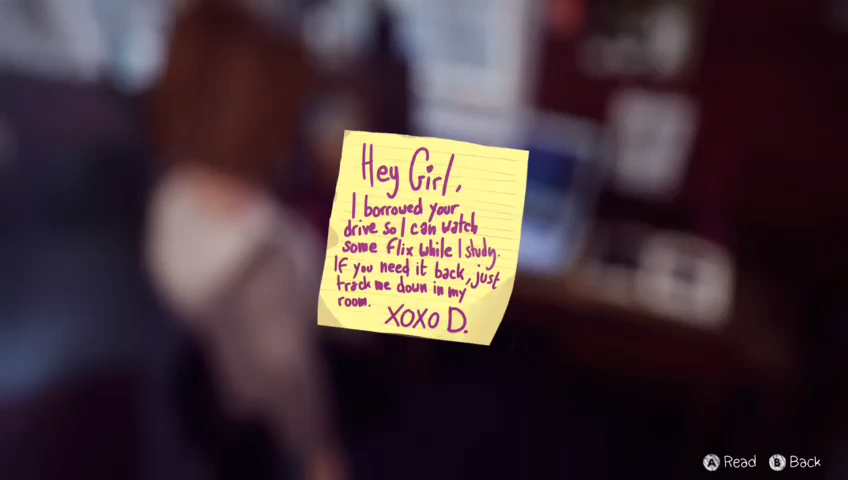 Hey Girl,
I borrowed your
drive so I can watch
some flix while I study.
If you need it back, just
track me down in my
room.
XOXO D.
A Read B Back